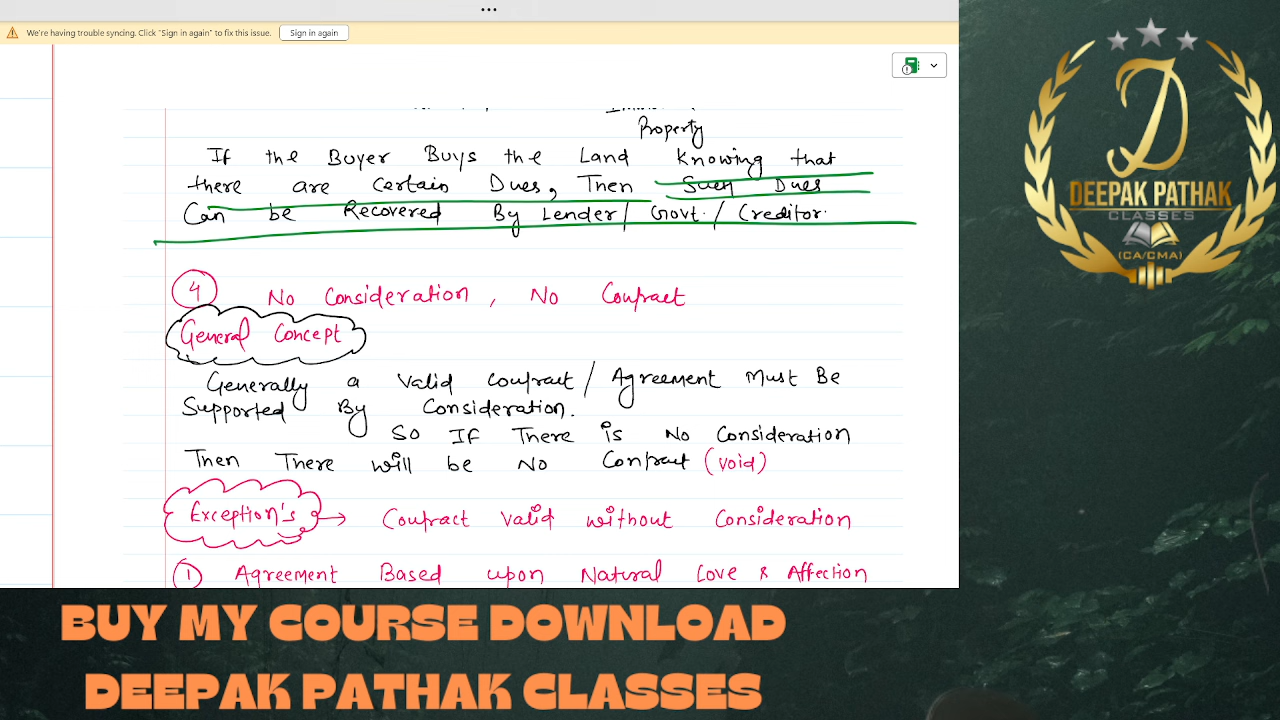 We're having trouble syncing. Click "Sign in again" to fix this issue. Sign in again
Property
If the Buyer Buys the Land Knowing that
there are Certain Dues, Then Such Dues
Can be Recovered By Lender/ Govt. / Creditor.
4 No Consideration, No Contract
General Concept
Generally a valid contract / Agreement Must Be
Supported By Consideration.
So If There is No Consideration
Then There will be No Contract (void)
Exception's → Contract valid without Consideration
1 Agreement Based upon Natural Love & Affection
D
DEEPAK PATHAK
CLASSES
(CA/CMA)
BUY MY COURSE DOWNLOAD
DEEPAK PATHAK CLASSES